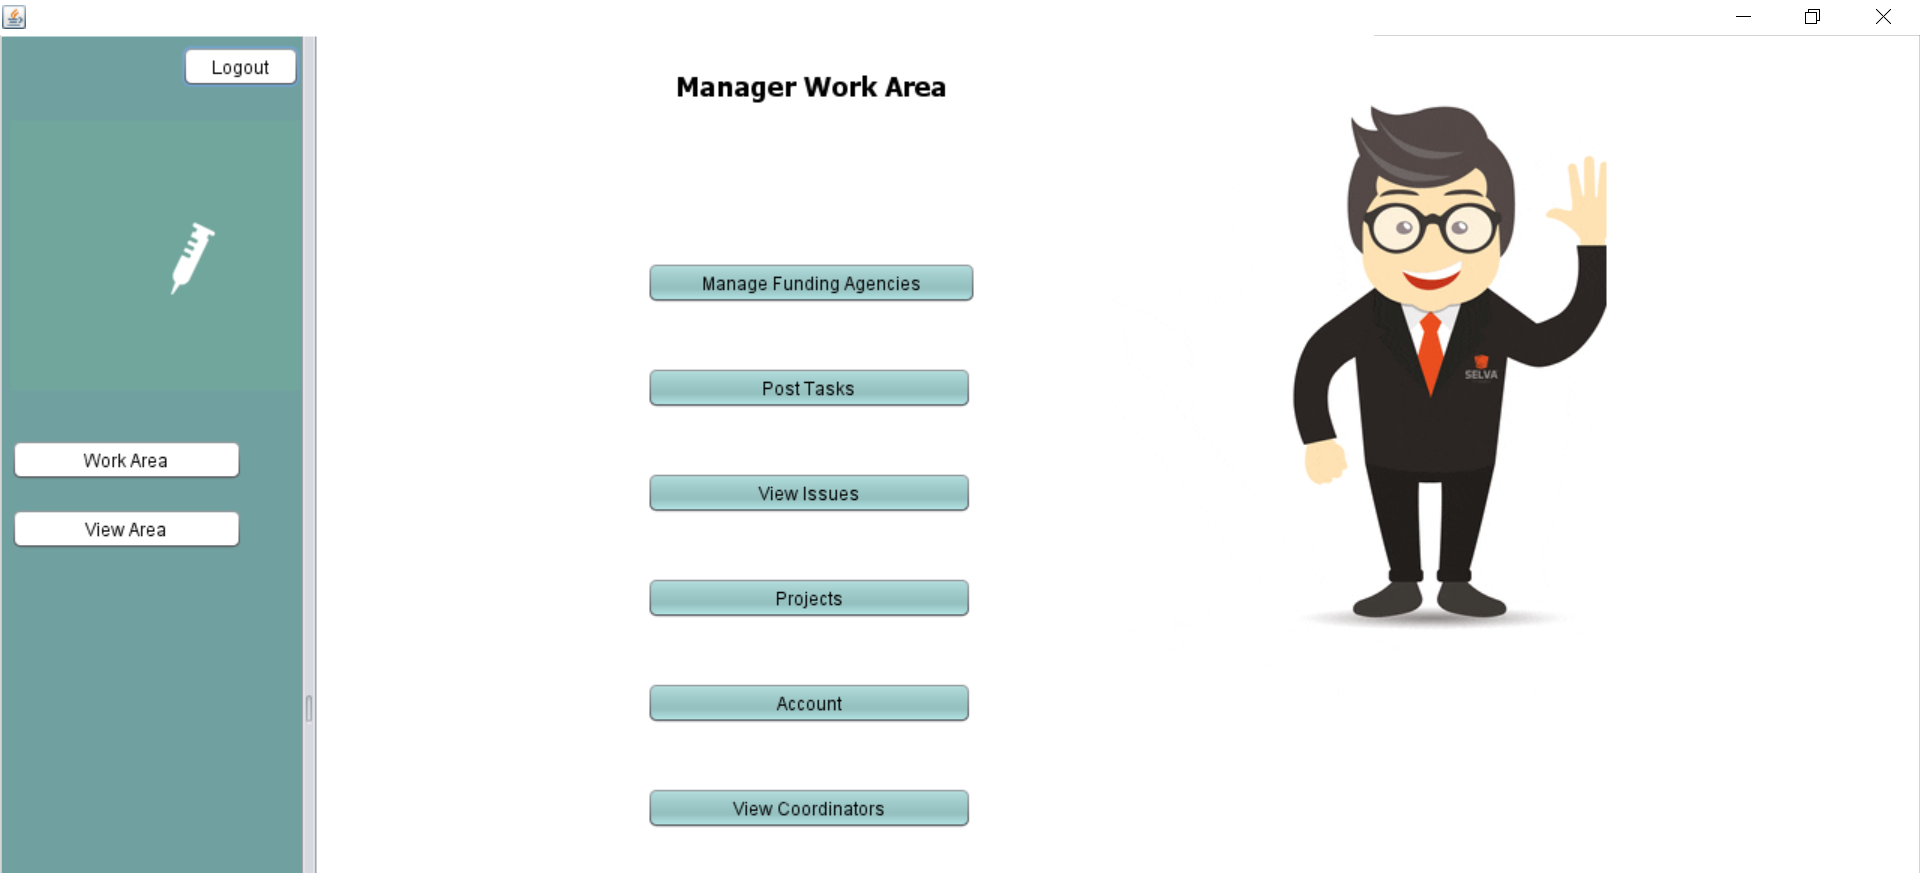 Logout
Manager Work Area
Manage Funding Agencies
Post Tasks
SELVA
Work Area
View Issues
View Area
Projects
Account
View Coordinators